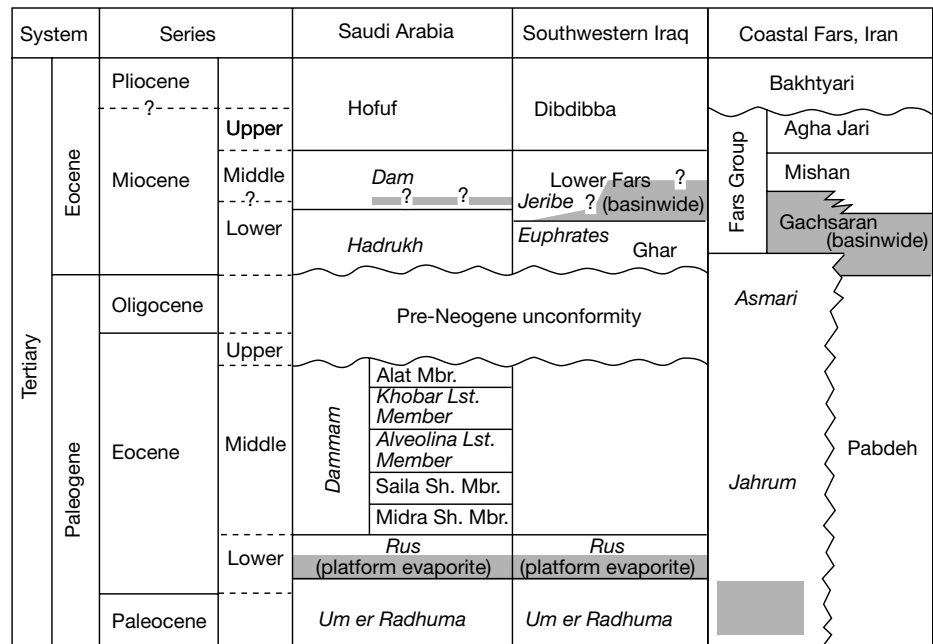 System Series Saudi Arabia Southwestern Iraq Coastal Fars, Iran
Tertiary
Eocene
Paleogene
Pliocene
?
Miocene
Oligocene
Eocene
Paleocene
Upper
Middle
?
Lower
Upper
Middle
Lower
Hofuf
Dam
? ?
Hadrukh
Pre-Neogene unconformity
Dammam
Alat Mbr.
Khobar Lst.
Member
Alveolina Lst.
Member
Saila Sh. Mbr.
Midra Sh. Mbr.
Rus
(platform evaporite)
Um er Radhuma
Dibdibba
Lower Fars ?
Jeribe ? (basinwide)
Euphrates
Ghar
Rus
(platform evaporite)
Um er Radhuma
Bakhtyari
Fars Group
Agha Jari
Mishan
Gachsaran
(basinwide)
Asmari
Jahrum
Pabdeh